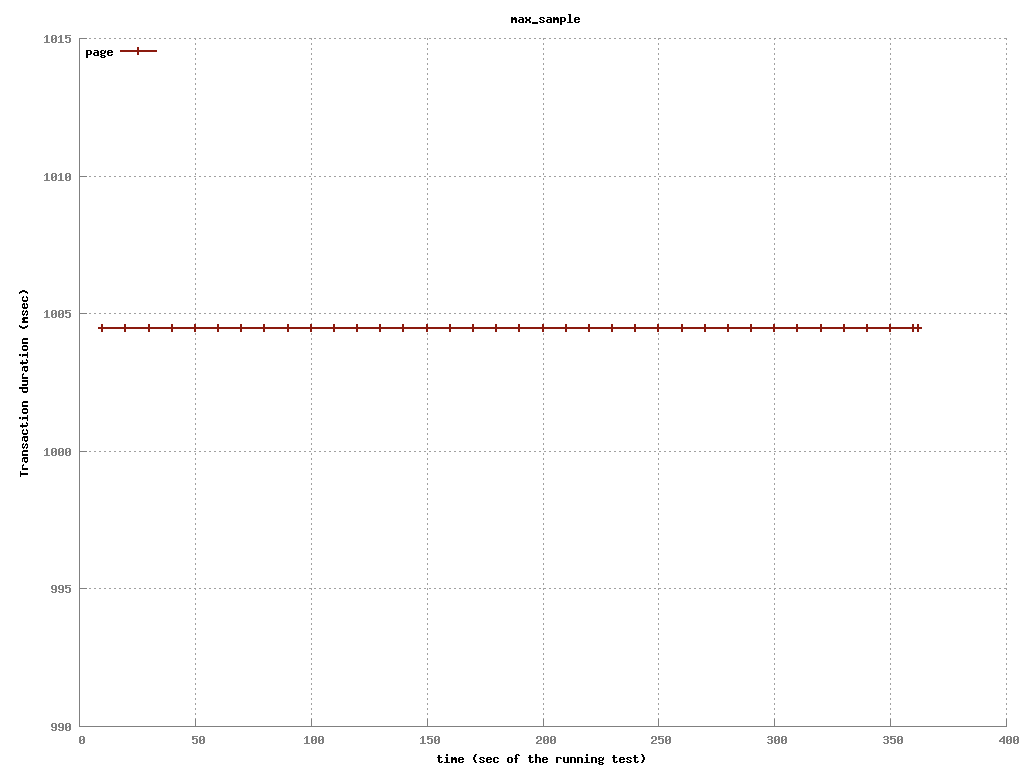 max_sample
page
1015
1010
1005
1000
995
990
Transaction duration (msec)
0 50 100 150 200 250 300 350 400
time (sec of the running test)